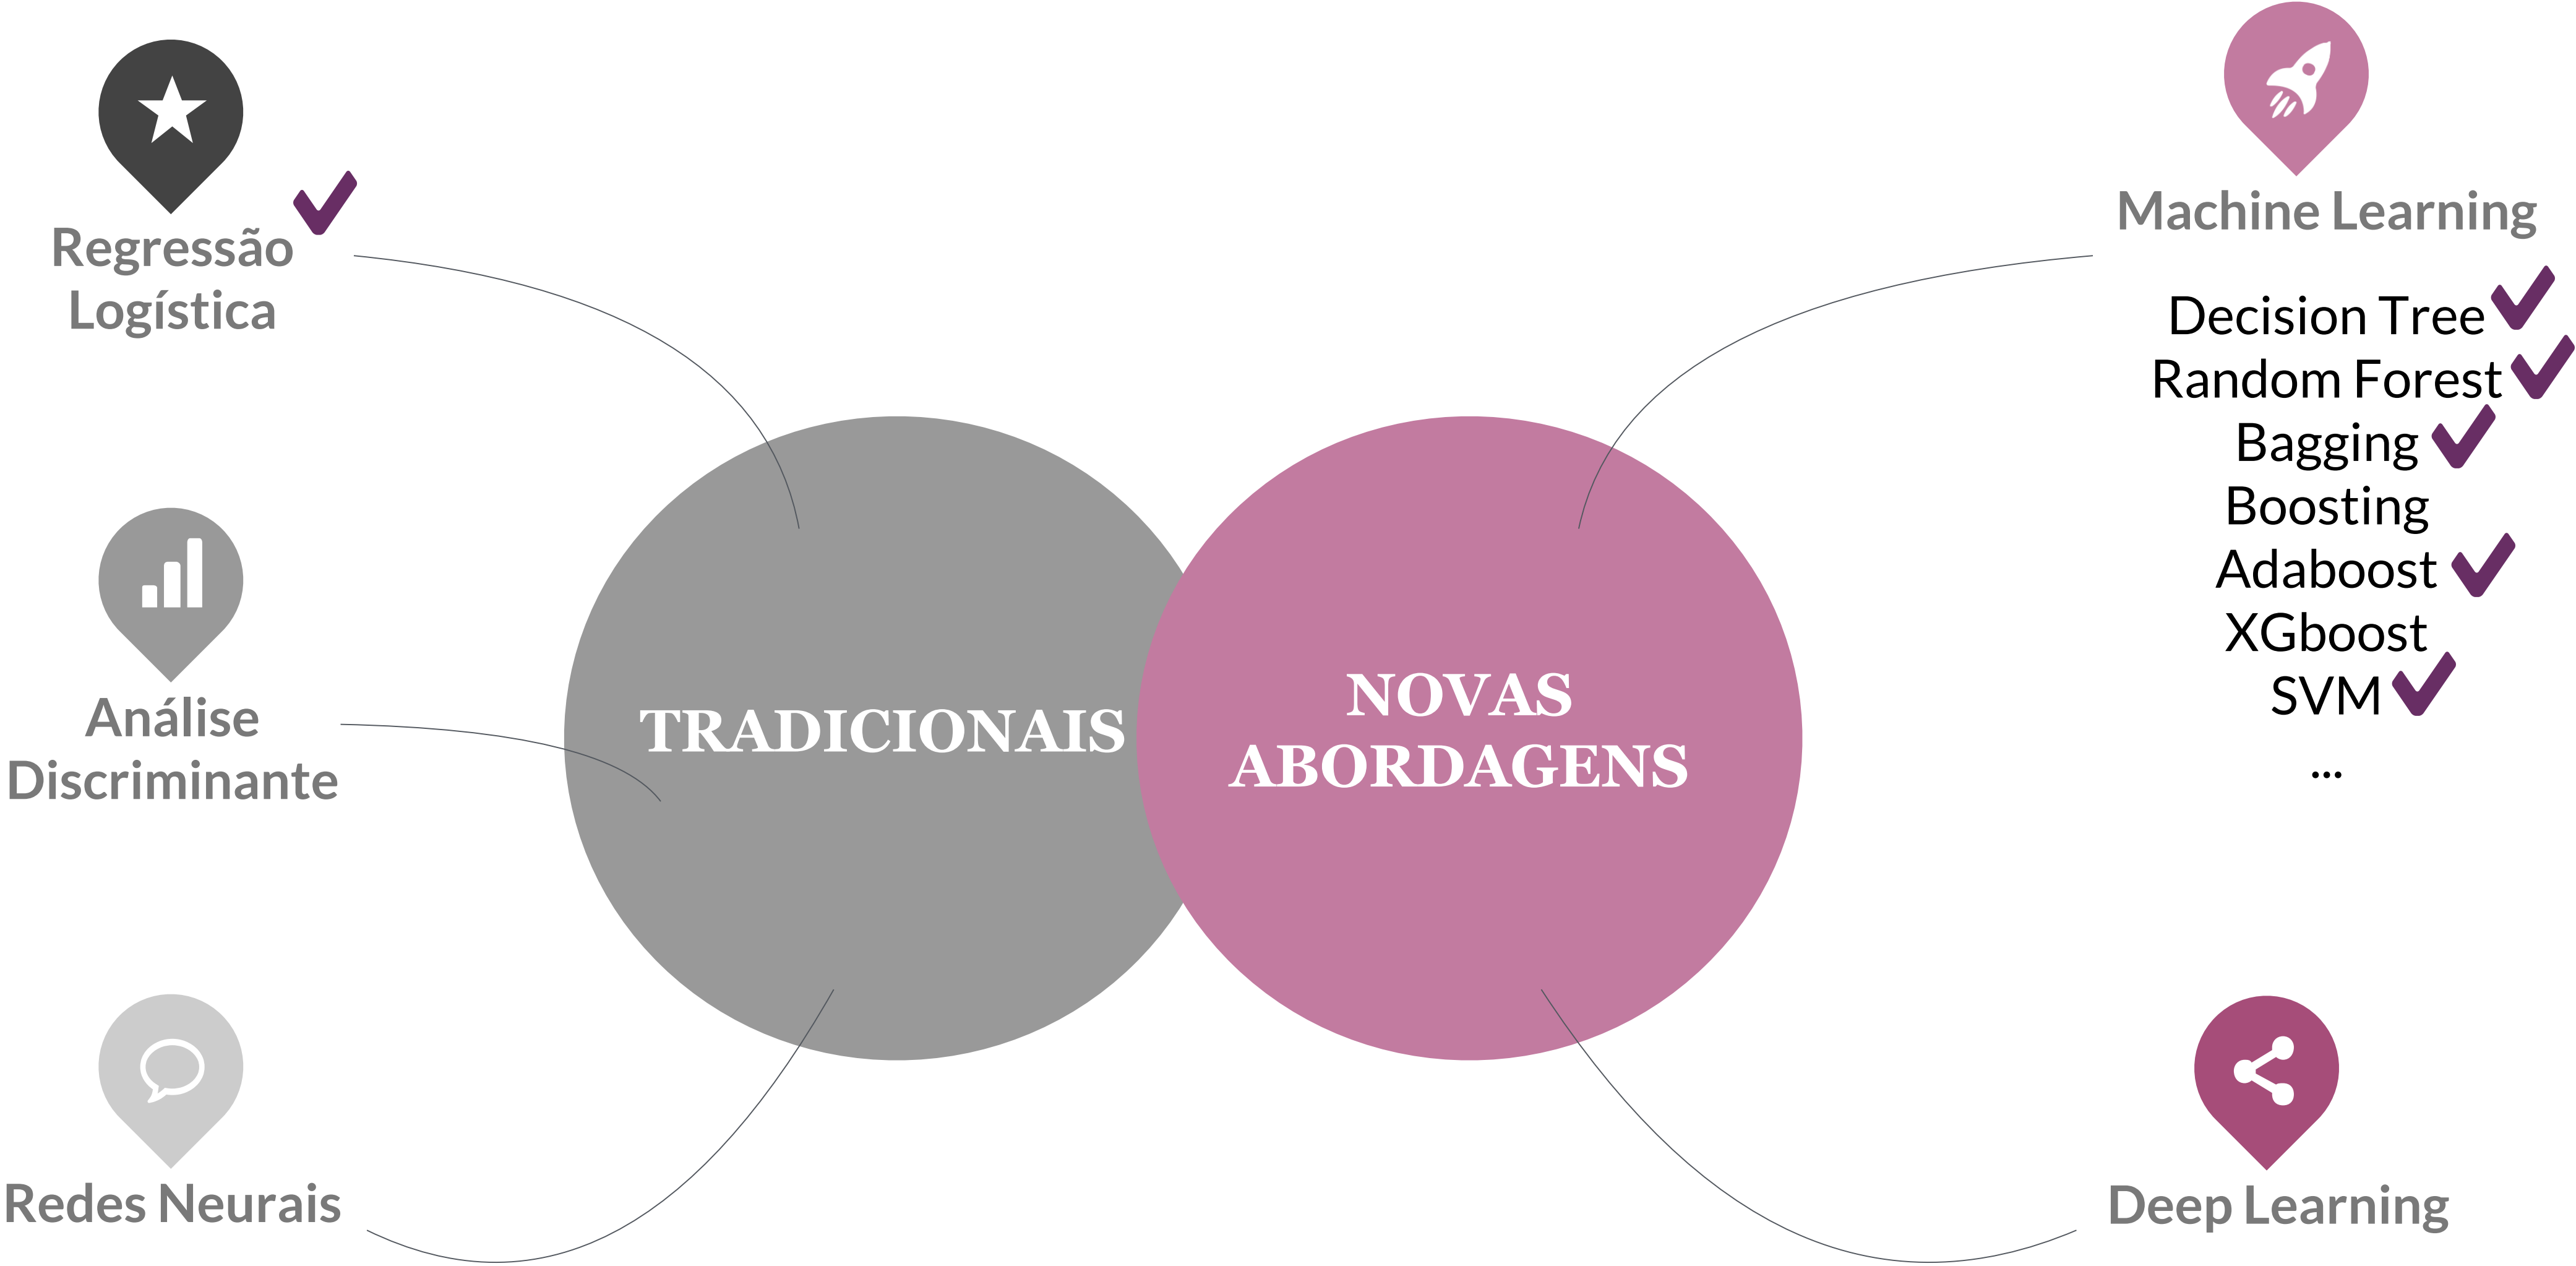 Regressão
Logística
Análise
Discriminante
Redes Neurais
TRADICIONAIS
NOVAS
ABORDAGENS
Machine Learning
Decision Tree
Random Forest
Bagging
Boosting
Adaboost
XGboost
SVM
...
Deep Learning